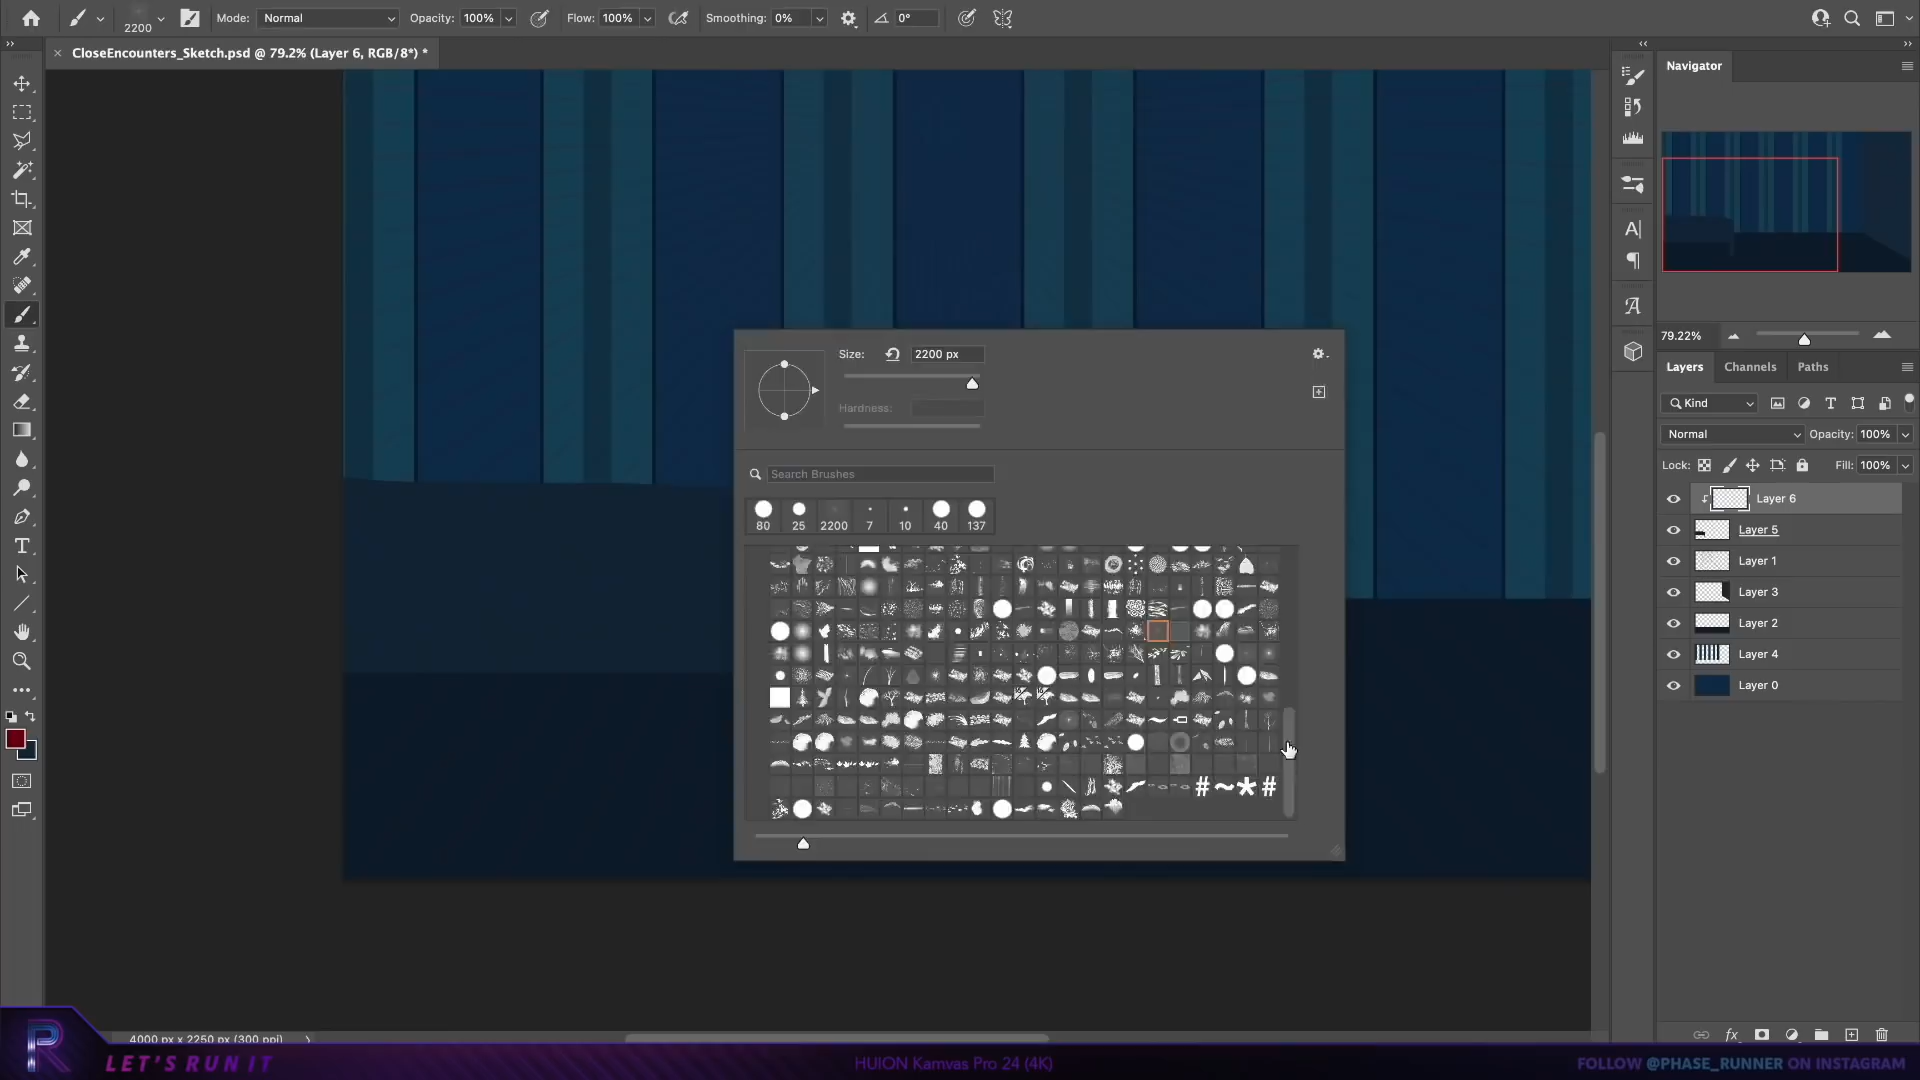 2200
Mode: Normal
Opacity: 100%
Flow: 100%
Smoothing: 0%
0°
× CloseEncounters_Sketch.psd @ 79.2% (Layer 6, RGB/8*) *
Navigator
79.22%
Layers Channels Paths
Kind
Normal
Opacity: 100%
Lock:
Fill: 100%
Layer 6
Layer 5
Layer 1
Layer 3
Layer 2
Layer 4
Layer 0
Size: 2200 px
Hardness:
Search Brushes
80 25 2200 7 10 40 137
# ~ * #
4000 px x 2250 px (300 ppi)
R
LET'S RUN IT
HUION Kamvas Pro 24 (4K)
FOLLOW @PHASE_RUNNER ON INSTAGRAM